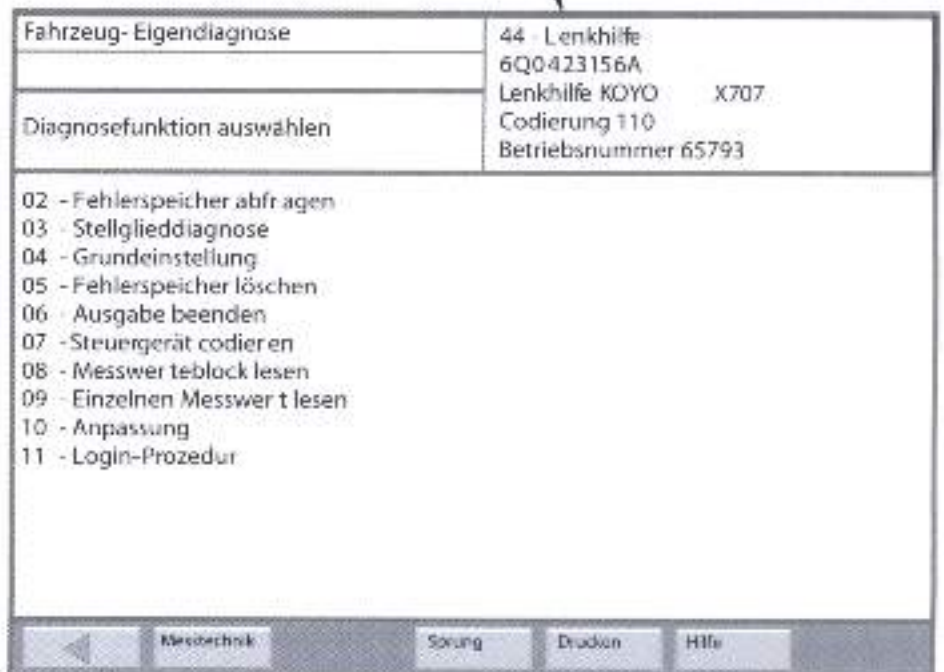 Fahrzeug- Eigendiagnose
Diagnosefunktion auswählen
44 - Lenkhilfe
6Q0423156A
Lenkhilfe KOYO X707
Codierung 110
Betriebsnummer 65793
02 - Fehlerspeicher abfr agen
03 - Stellglieddiagnose
04 - Grundeinstellung
05 - Fehlerspeicher löschen
06 - Ausgabe beenden
07 - Steuergerät codieren
08 - Messwer teblock lesen
09 - Einzelnen Messwer t lesen
10 - Anpassung
11 - Login-Prozedur
Messtechnik
Sprung
Drucken
Hilfe